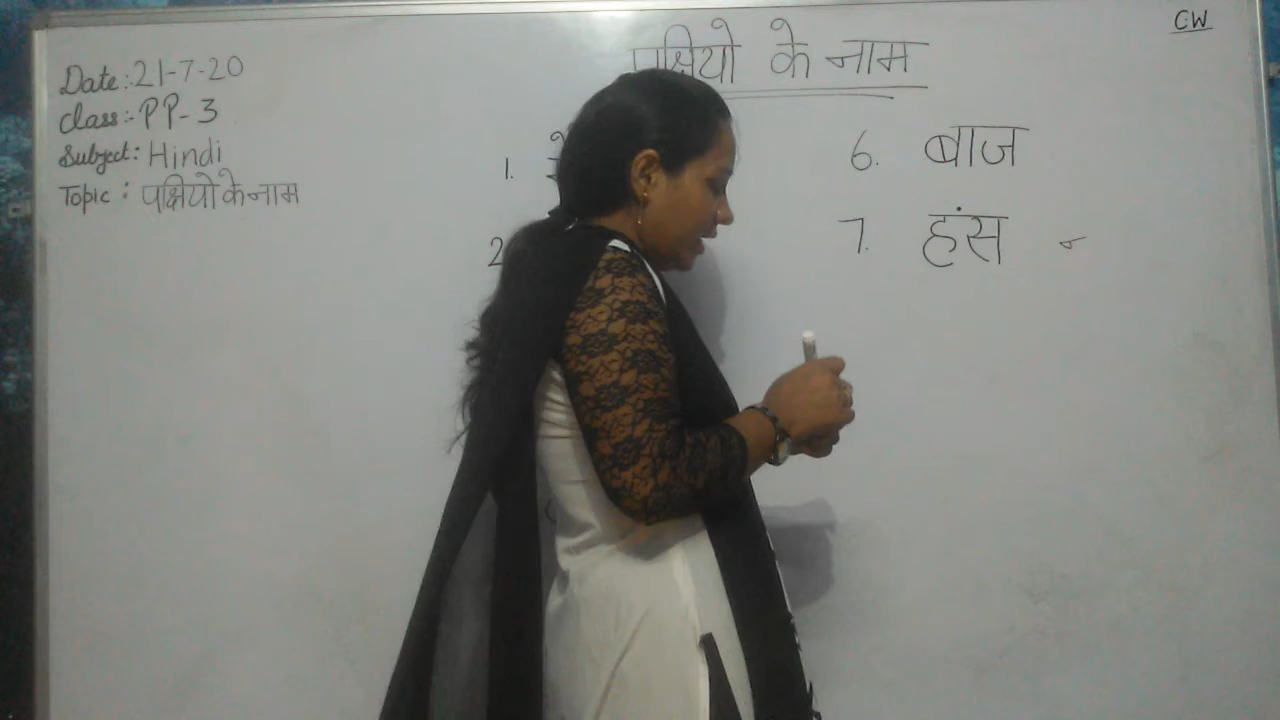 CW
पक्षियो के नाम
Date:-21-7-20
Class:- PP-3
Subject: Hindi
Topic: पक्षियो के नाम
1.
2
6. बाज
7. हंस